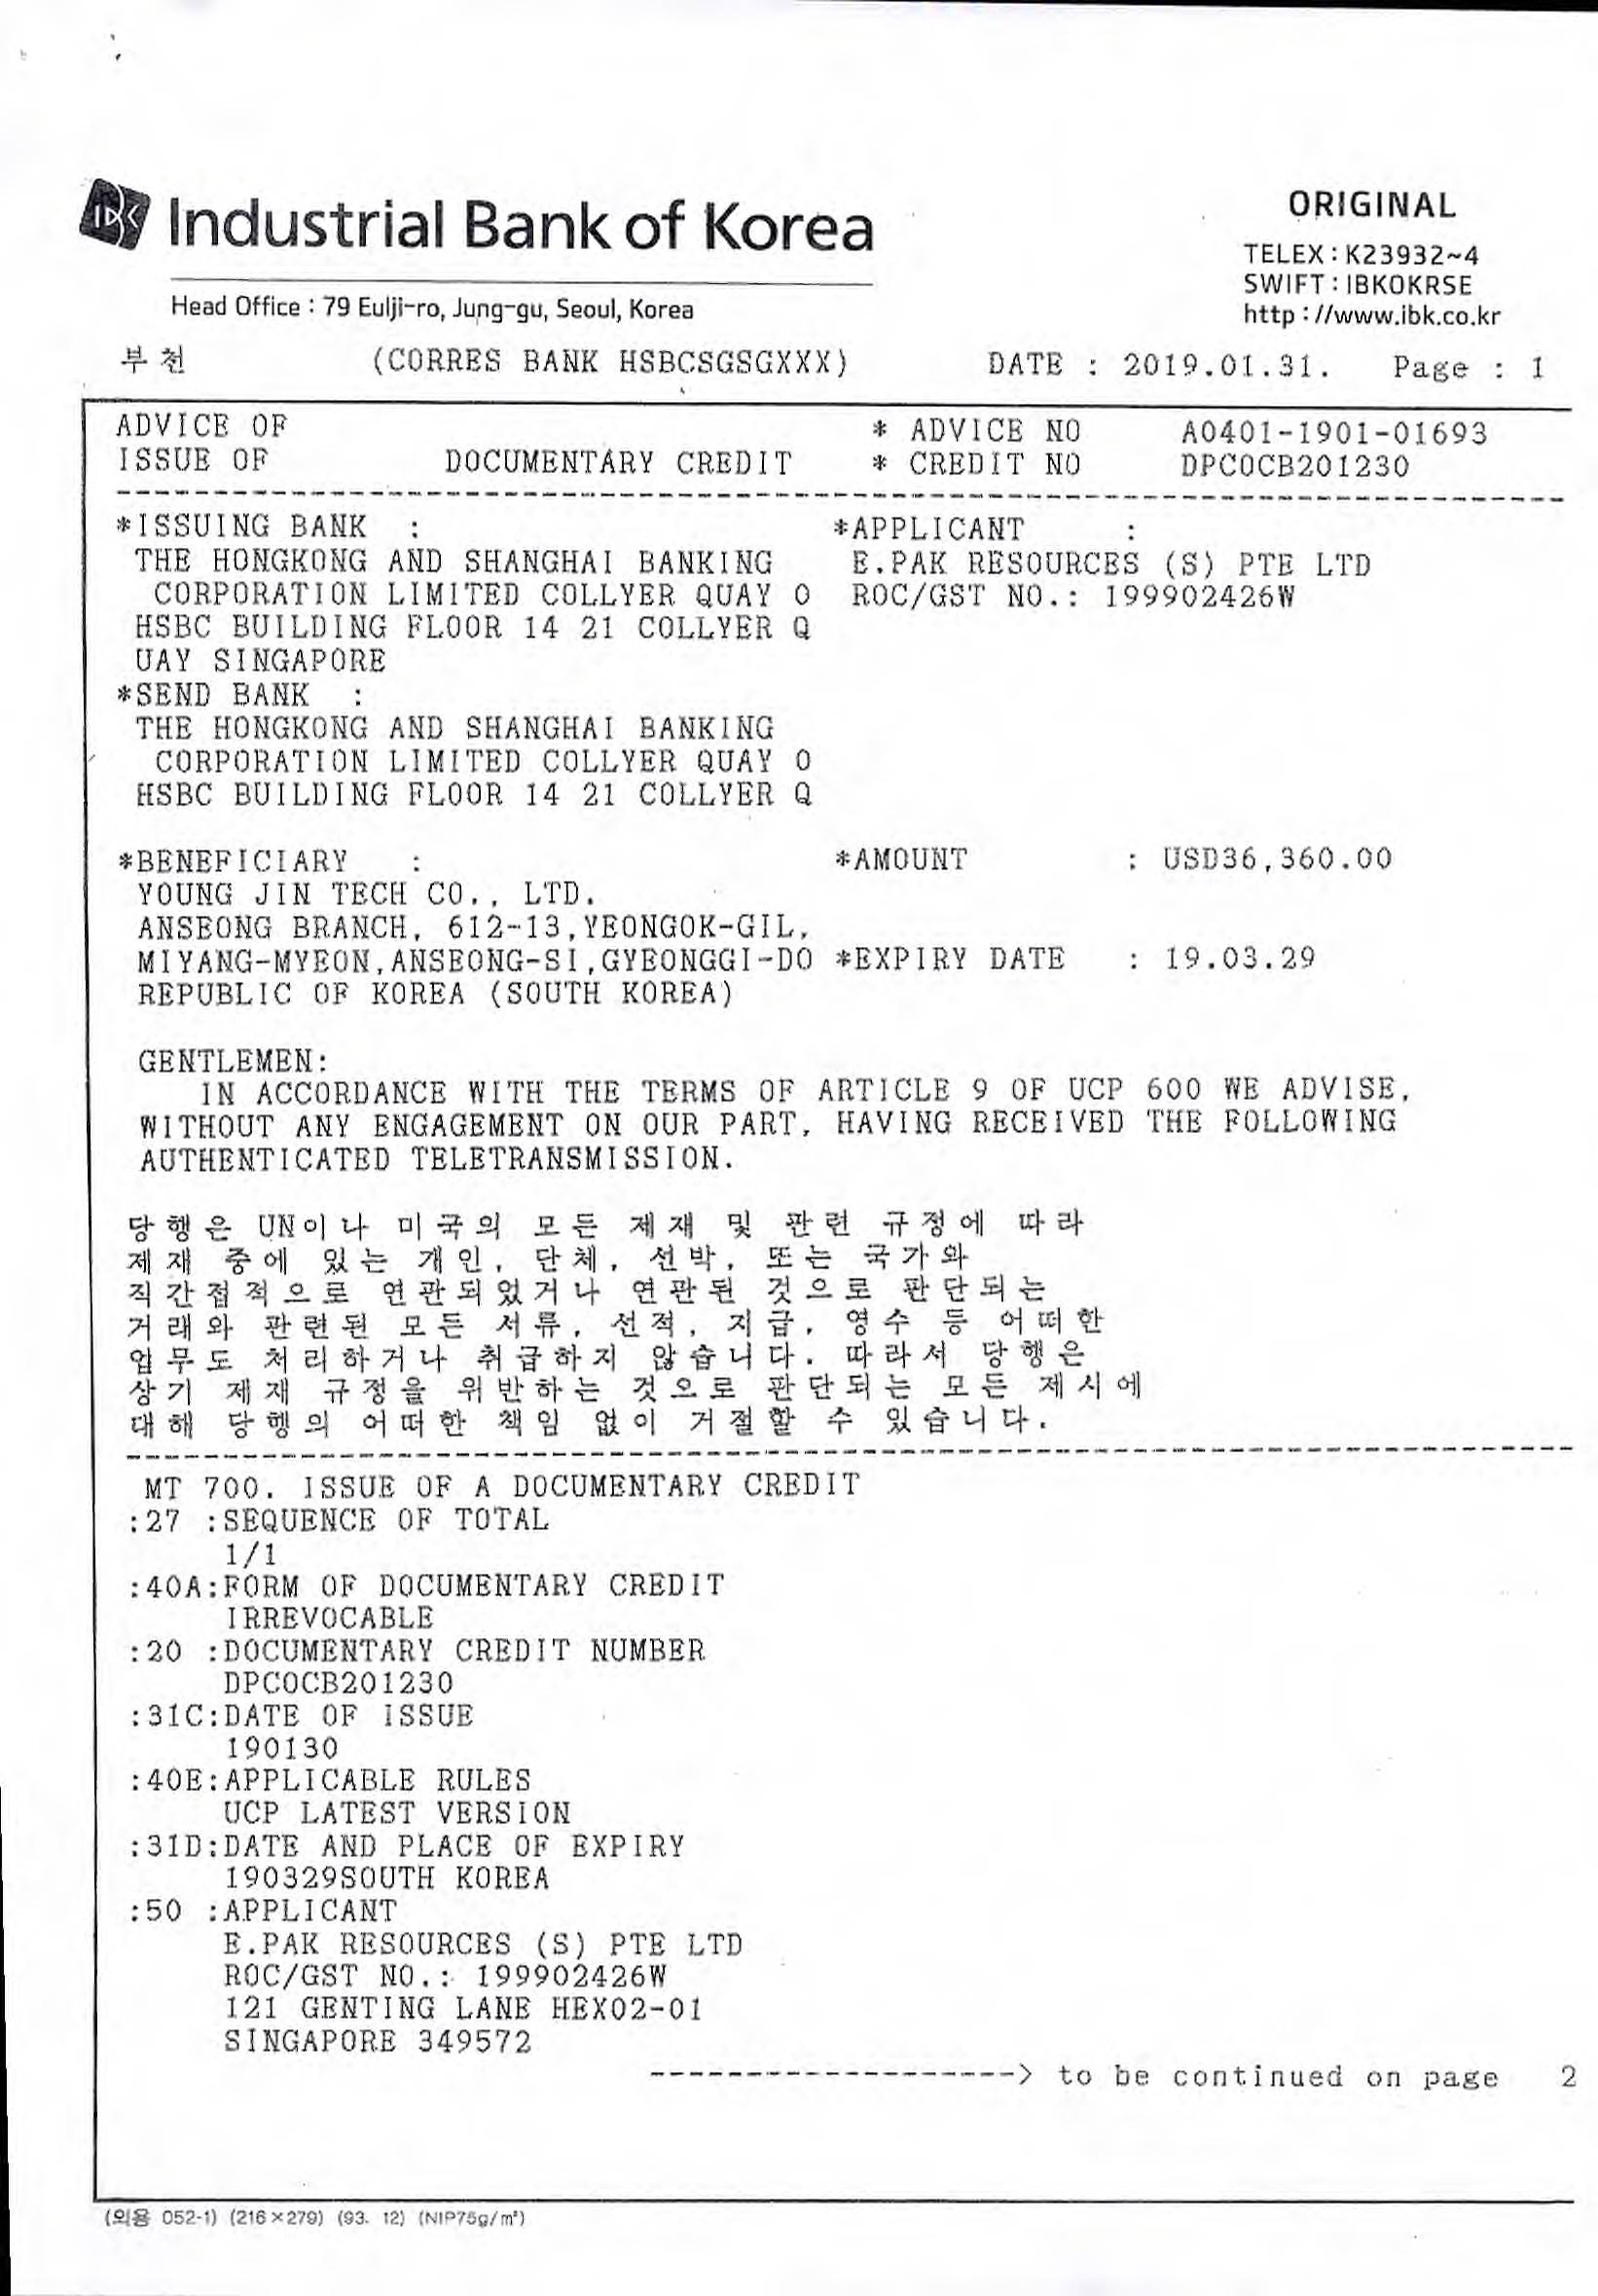 IBK Industrial Bank of Korea
ORIGINAL
TELEX : K23932~4
SWIFT : IBKOKRSE
http : //www.ibk.co.kr
Head Office : 79 Eulji-ro, Jung-gu, Seoul, Korea
부천 (CORRES BANK HSBCSGSGXXX) DATE : 2019.01.31. Page : 1
ADVICE OF * ADVICE NO A0401-1901-01693
ISSUE OF DOCUMENTARY CREDIT * CREDIT NO DPCOCB201230
*ISSUING BANK : *APPLICANT :
THE HONGKONG AND SHANGHAI BANKING E.PAK RESOURCES (S) PTE LTD
CORPORATION LIMITED COLLYER QUAY O ROC/GST NO.: 199902426W
HSBC BUILDING FLOOR 14 21 COLLYER Q
UAY SINGAPORE
*SEND BANK :
THE HONGKONG AND SHANGHAI BANKING
CORPORATION LIMITED COLLYER QUAY O
HSBC BUILDING FLOOR 14 21 COLLYER Q
*BENEFICIARY : *AMOUNT : USD36,360.00
YOUNG JIN TECH CO., LTD.
ANSEONG BRANCH, 612-13,YEONGOK-GIL,
MIYANG-MYEON,ANSEONG-SI,GYEONGGI-DO *EXPIRY DATE : 19.03.29
REPUBLIC OF KOREA (SOUTH KOREA)
GENTLEMEN:
IN ACCORDANCE WITH THE TERMS OF ARTICLE 9 OF UCP 600 WE ADVISE,
WITHOUT ANY ENGAGEMENT ON OUR PART, HAVING RECEIVED THE FOLLOWING
AUTHENTICATED TELETRANSMISSION.
당행은 UN이나 미국의 모든 제재 및 관련 규정에 따라
제재 중에 있는 개인, 단체, 선박, 또는 국가와
직간접적으로 연관되었거나 연관된 것으로 판단되는
거래와 관련된 모든 서류, 선적, 지급, 영수 등 어떠한
업무도 처리하거나 취급하지 않습니다. 따라서 당행은
상기 제재 규정을 위반하는 것으로 판단되는 모든 제시에
대해 당행의 어떠한 책임 없이 거절할 수 있습니다.
MT 700. ISSUE OF A DOCUMENTARY CREDIT
:27 :SEQUENCE OF TOTAL
1/1
:40A:FORM OF DOCUMENTARY CREDIT
IRREVOCABLE
:20 :DOCUMENTARY CREDIT NUMBER
DPCOCB201230
:31C:DATE OF ISSUE
190130
:40E:APPLICABLE RULES
UCP LATEST VERSION
:31D:DATE AND PLACE OF EXPIRY
190329SOUTH KOREA
:50 :APPLICANT
E.PAK RESOURCES (S) PTE LTD
ROC/GST NO.: 199902426W
121 GENTING LANE HEX02-01
SINGAPORE 349572
-------------------> to be continued on page 2
(외용 052-1) (216×279) (93. 12) (NIP75g/m²)